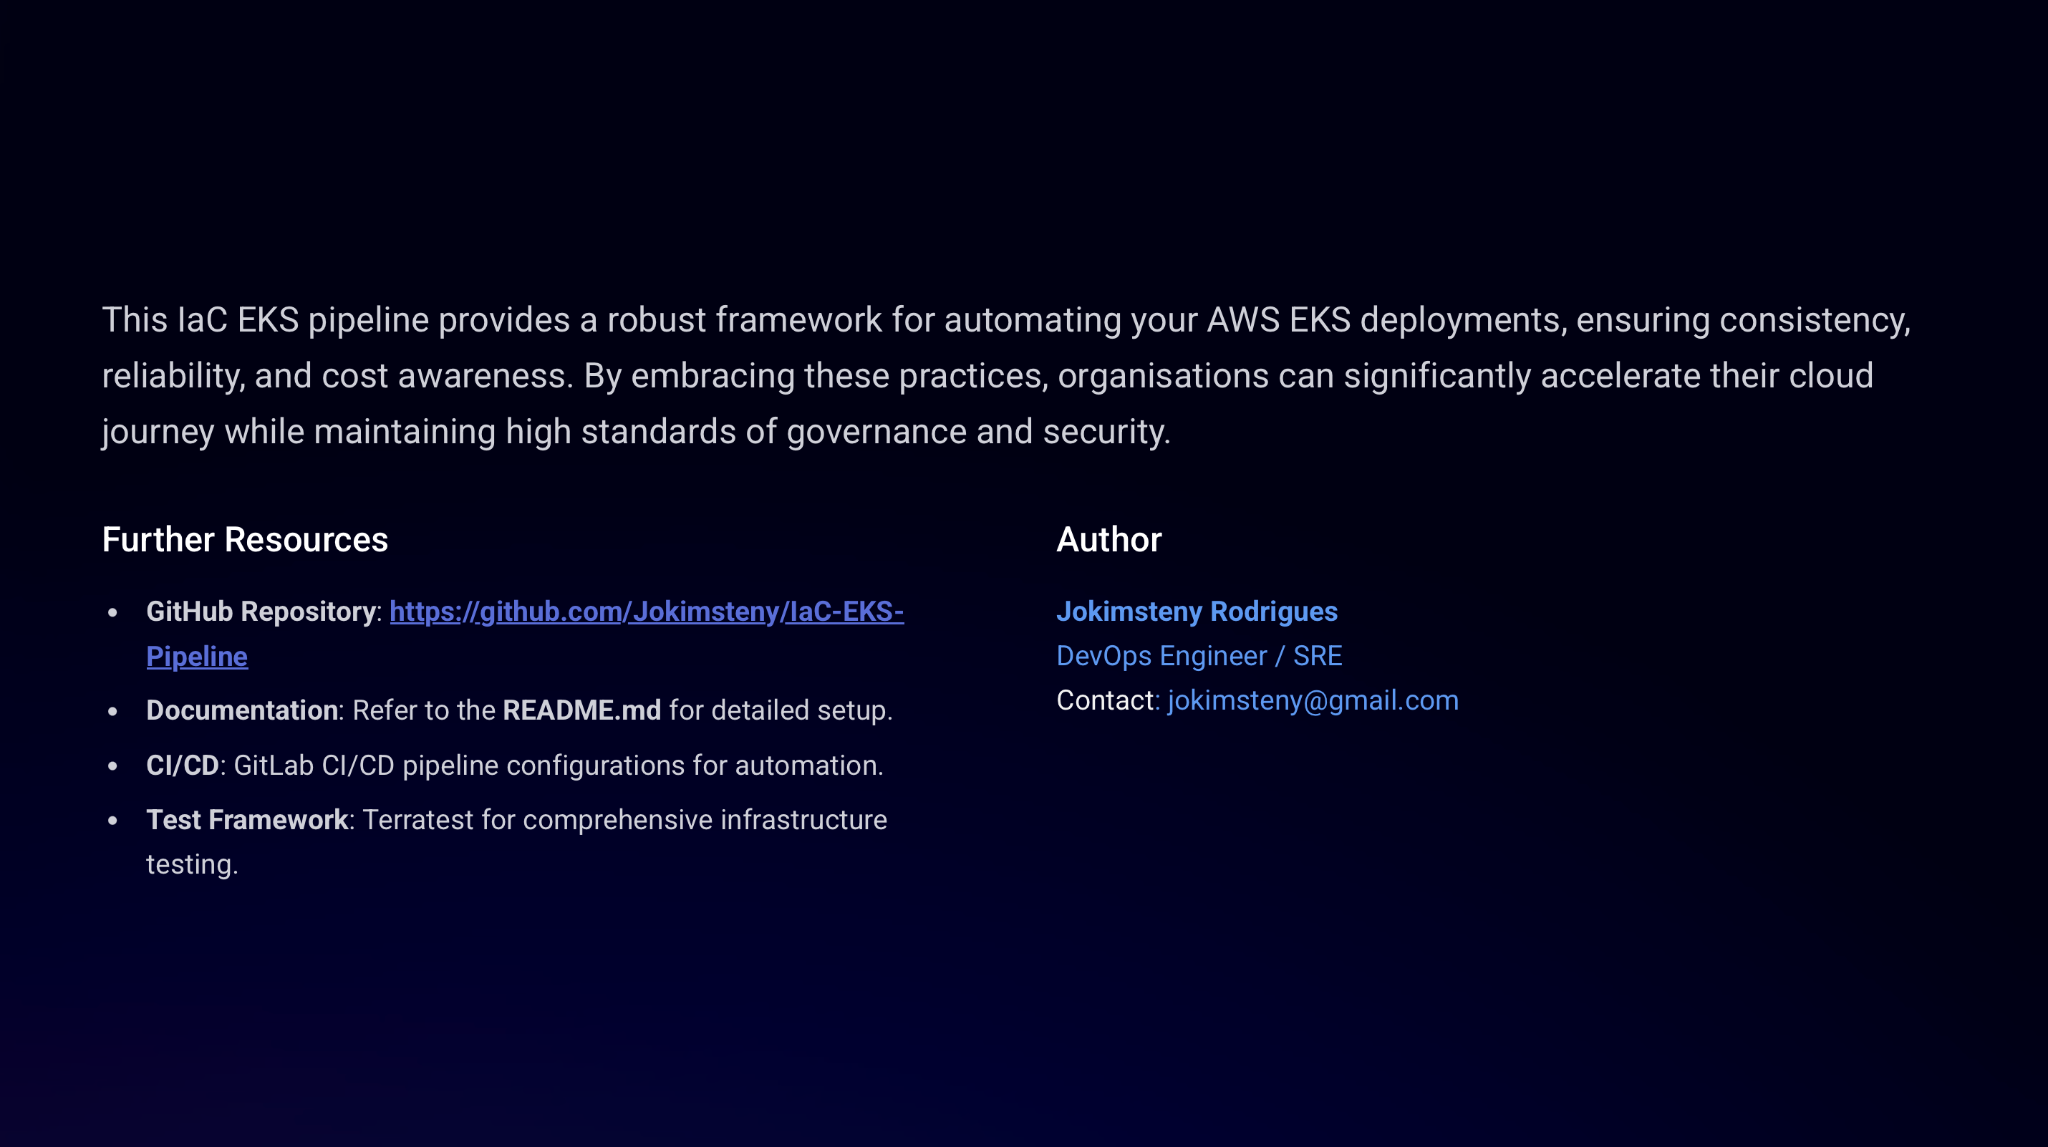 This IaC EKS pipeline provides a robust framework for automating your AWS EKS deployments, ensuring consistency,
reliability, and cost awareness. By embracing these practices, organisations can significantly accelerate their cloud
journey while maintaining high standards of governance and security.
Further Resources
• GitHub Repository: https://github.com/Jokimsteny/IaC-EKS-
Pipeline
• Documentation: Refer to the README.md for detailed setup.
• CI/CD: GitLab CI/CD pipeline configurations for automation.
• Test Framework: Terratest for comprehensive infrastructure
testing.
Author
Jokimsteny Rodrigues
DevOps Engineer / SRE
Contact: jokimsteny@gmail.com